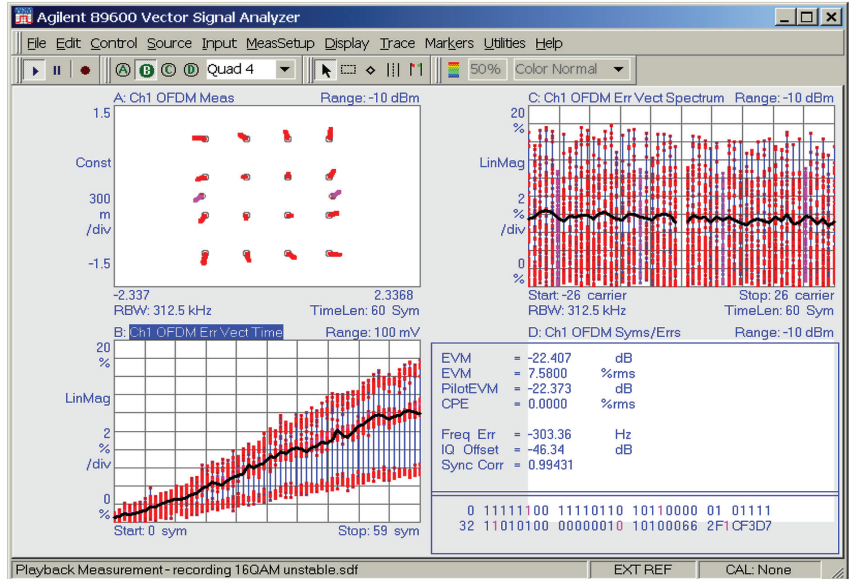 Agilent 89600 Vector Signal Analyzer
File Edit Control Source Input MeasSetup Display Trace Markers Utilities Help
A B C D Quad 4 50% Color Normal
A: Ch1 OFDM Meas Range: -10 dBm
1.5
Const
300
m
/div
-1.5
-2.337 2.3368
RBW: 312.5 kHz TimeLen: 60 Sym
C: Ch1 OFDM Err Vect Spectrum Range: -10 dBm
20
%
LinMag
2
%
/div
0
%
Start: -26 carrier Stop: 26 carrier
RBW: 312.5 kHz TimeLen: 60 Sym
B: Ch1 OFDM Err Vect Time Range: 100 mV
20
%
LinMag
2
%
/div
0
%
Start: 0 sym Stop: 59 sym
D: Ch1 OFDM Syms/Errs Range: -10 dBm
EVM = -22.407 dB
EVM = 7.5800 %rms
PilotEVM = -22.373 dB
CPE = 0.0000 %rms
Freq Err = -303.36 Hz
IQ Offset = -46.34 dB
Sync Corr = 0.99431
0 11111100 11110110 10110000 01 01111
32 11010100 00000010 10100066 2F1CF3D7
Playback Measurement - recording 16QAM unstable.sdf EXT REF CAL: None